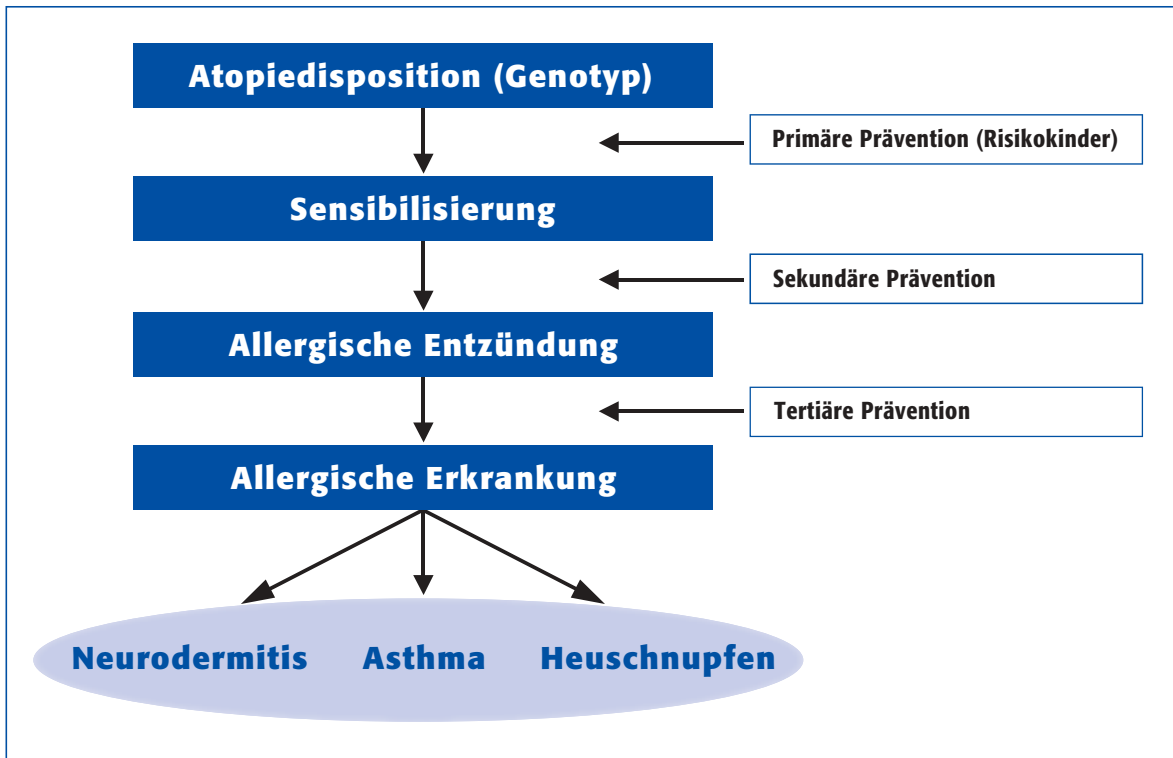 Atopiedisposition (Genotyp)
Primäre Prävention (Risikokinder)
Sensibilisierung
Sekundäre Prävention
Allergische Entzündung
Tertiäre Prävention
Allergische Erkrankung
Neurodermitis Asthma Heuschnupfen